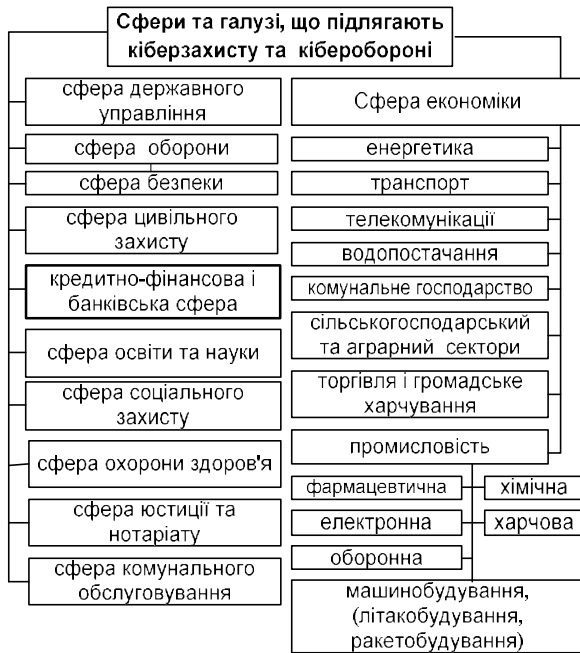 Сфери та галузі, що підлягають
кіберзахисту та кіберобороні
сфера державного
управління
сфера оборони
сфера безпеки
сфера цивільного
захисту
кредитно-фінансова і
банківська сфера
сфера освіти та науки
сфера соціального
захисту
сфера охорони здоров'я
сфера юстиції та
нотаріату
сфера комунального
обслуговування
Сфера економіки
енергетика
транспорт
телекомунікації
водопостачання
комунальне господарство
сільськогосподарський
та аграрний сектори
торгівля і громадське
харчування
промисловість
фармацевтична
хімічна
електронна
харчова
оборонна
машинобудування,
(літакобудування,
ракетобудування)